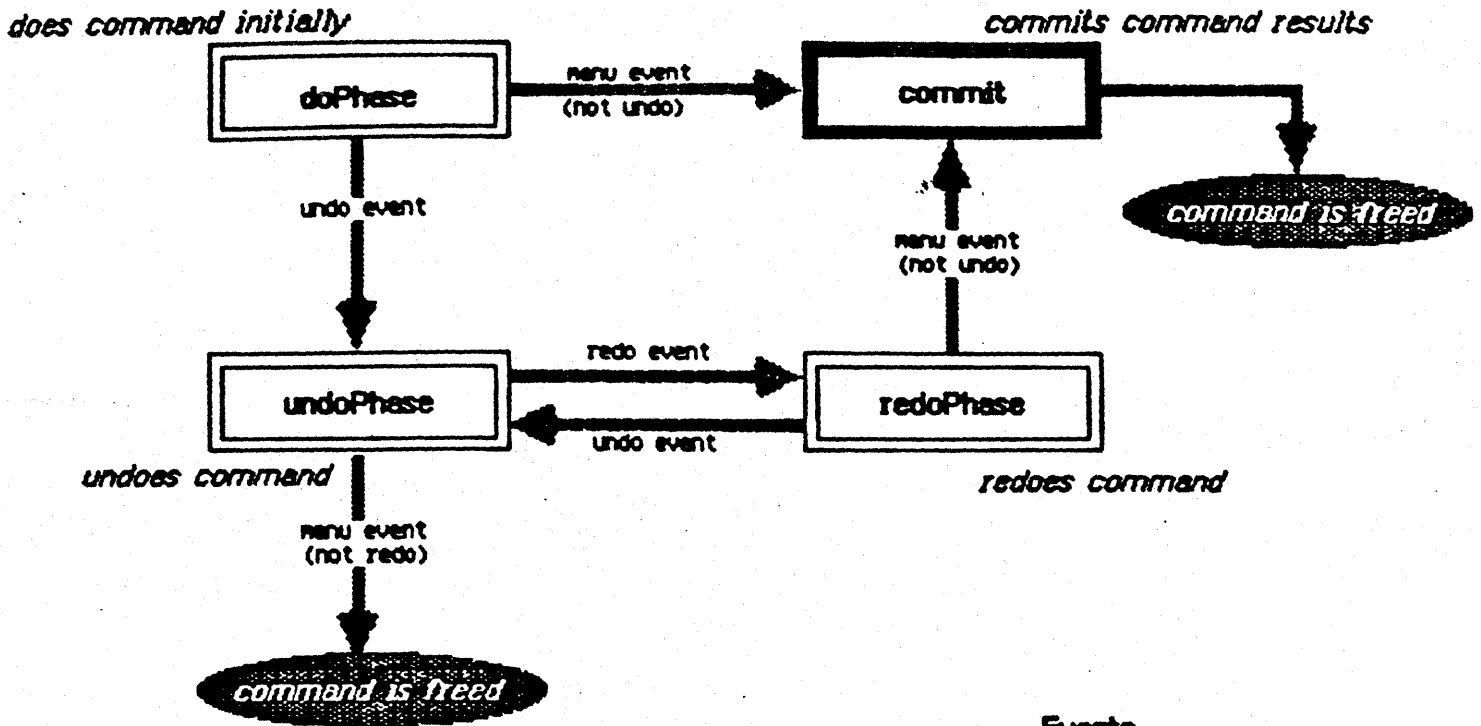 does command initially
commits command results
doPhase
menu event
(not undo)
commit
undo event
command is freed
menu event
(not undo)
undoPhase
redo event
redoPhase
undo event
undoes command
redoes command
menu event
(not redo)
command is freed